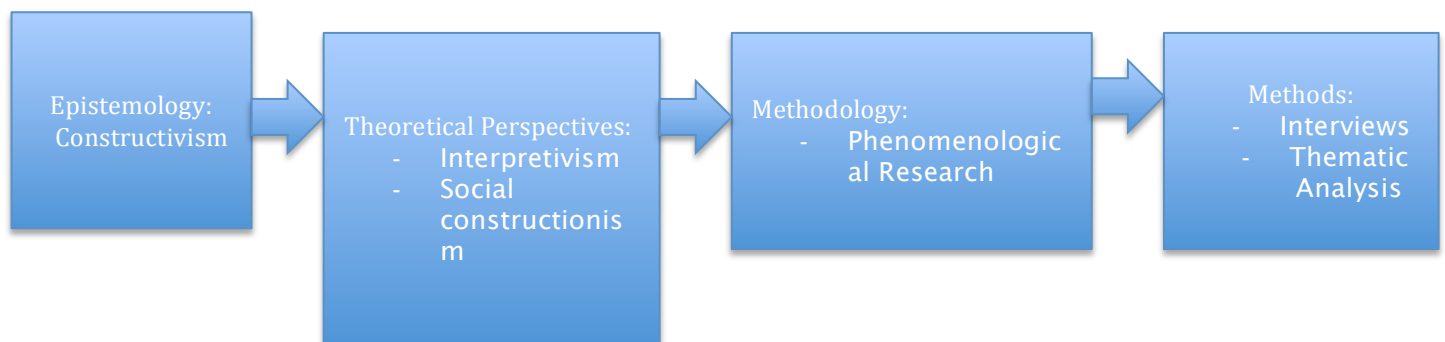 Epistemology:
Constructivism
Theoretical Perspectives:
- Interpretivism
- Social
constructionis
m
Methodology:
- Phenomenologic
al Research
Methods:
- Interviews
- Thematic
Analysis